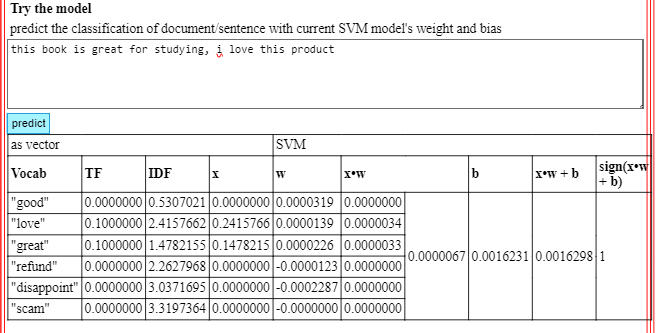 Try the model
predict the classification of document/sentence with current SVM model's weight and bias
this book is great for studying, i love this product
predict
as vector SVM
Vocab TF IDF x w x•w b x•w + b sign(x•w + b)
"good" 0.0000000 0.5307021 0.0000000 0.0000319 0.0000000
"love" 0.1000000 2.4157662 0.2415766 0.0000139 0.0000034
"great" 0.1000000 1.4782155 0.1478215 0.0000226 0.0000033
0.0000067 0.0016231 0.0016298 1
"refund" 0.0000000 2.2627968 0.0000000 -0.0000123 0.0000000
"disappoint" 0.0000000 3.0371695 0.0000000 -0.0002287 0.0000000
"scam" 0.0000000 3.3197364 0.0000000 -0.0000000 0.0000000